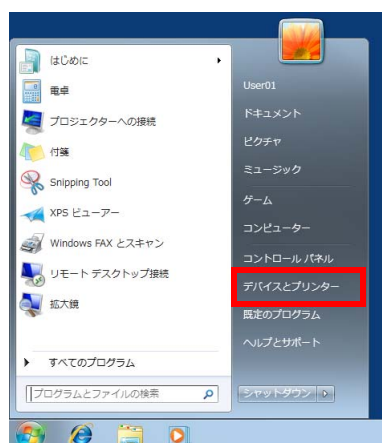 はじめに
電卓
プロジェクターへの接続
付箋
Snipping Tool
XPS ビューアー
Windows FAX とスキャン
リモート デスクトップ接続
拡大鏡
すべてのプログラム
プログラムとファイルの検索
User01
ドキュメント
ピクチャ
ミュージック
ゲーム
コンピューター
コントロール パネル
デバイスとプリンター
既定のプログラム
ヘルプとサポート
シャットダウン